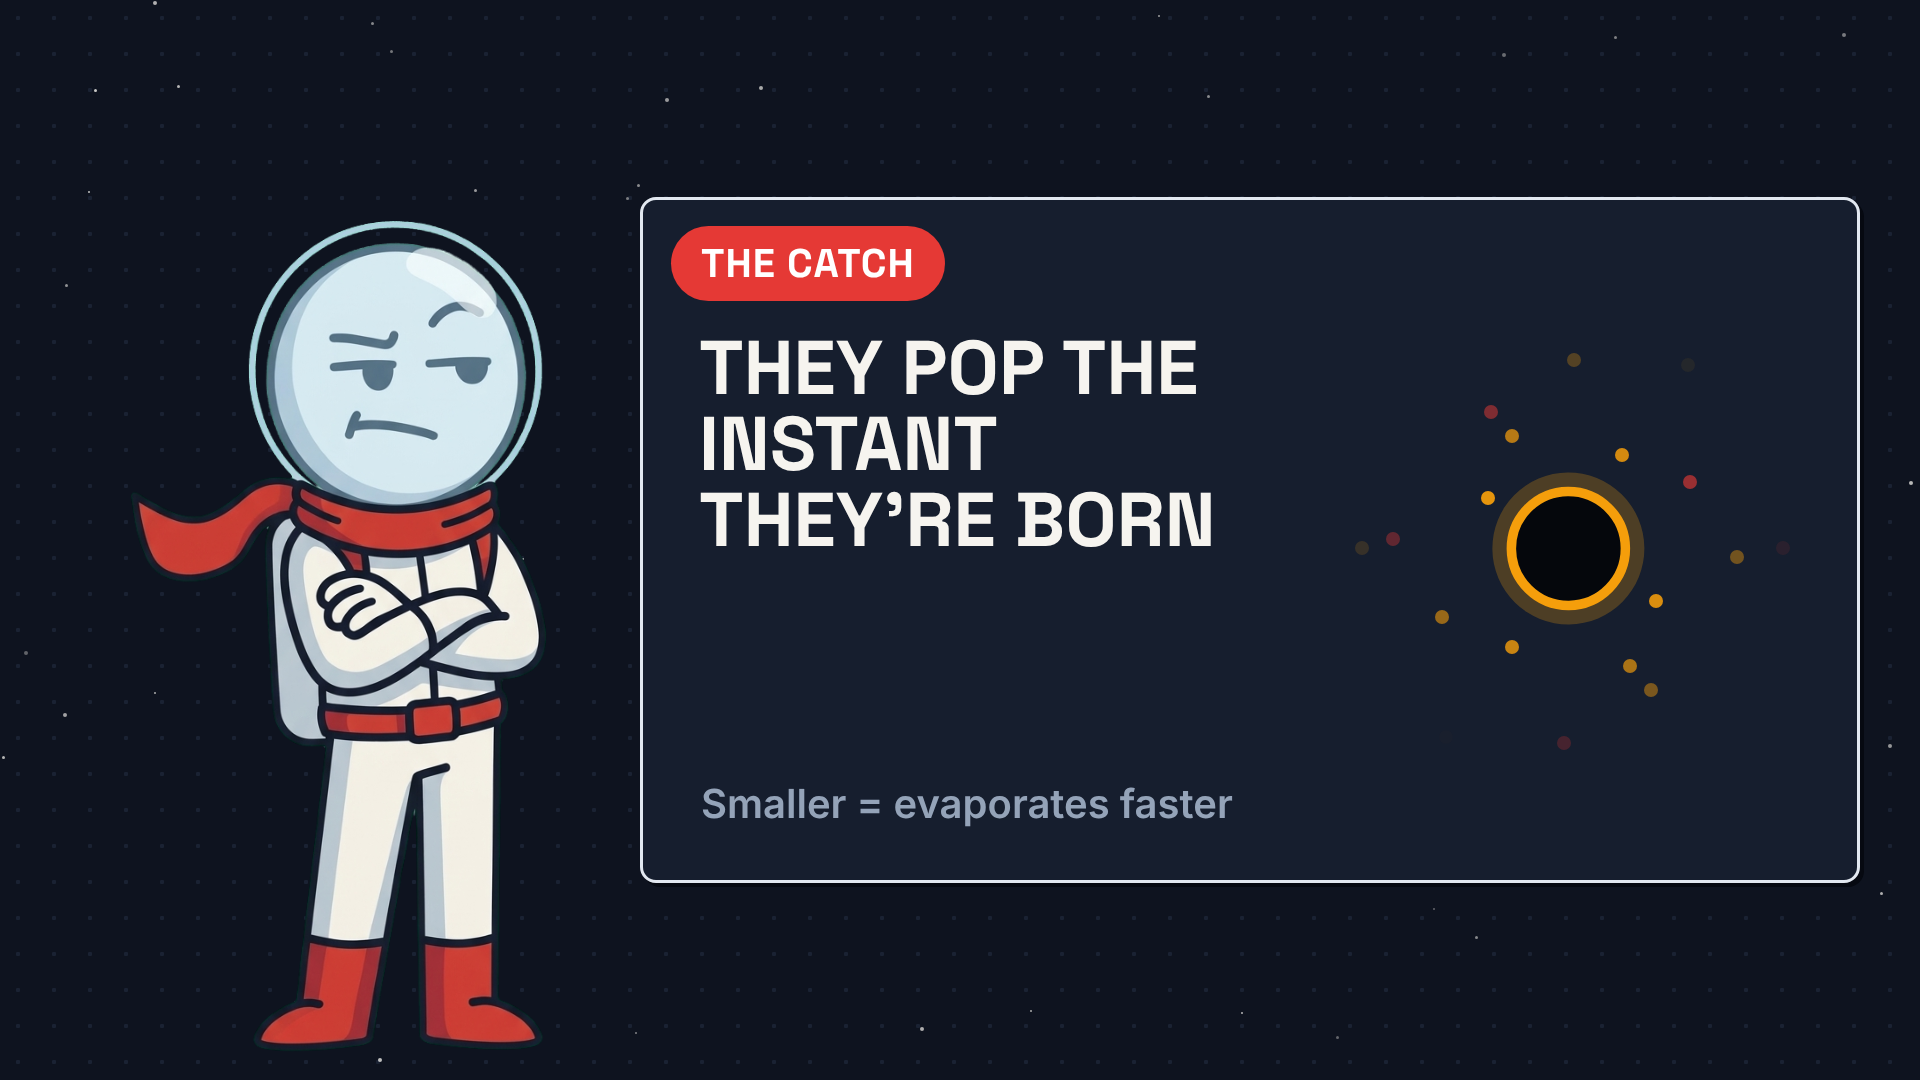 THE CATCH
THEY POP THE
INSTANT
THEY’RE BORN
Smaller = evaporates faster